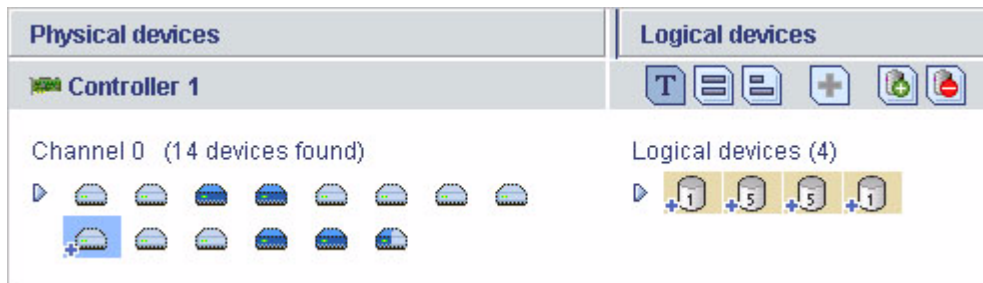 Physical devices
Logical devices
Controller 1
T
Channel 0 (14 devices found)
Logical devices (4)
1 5 5 1